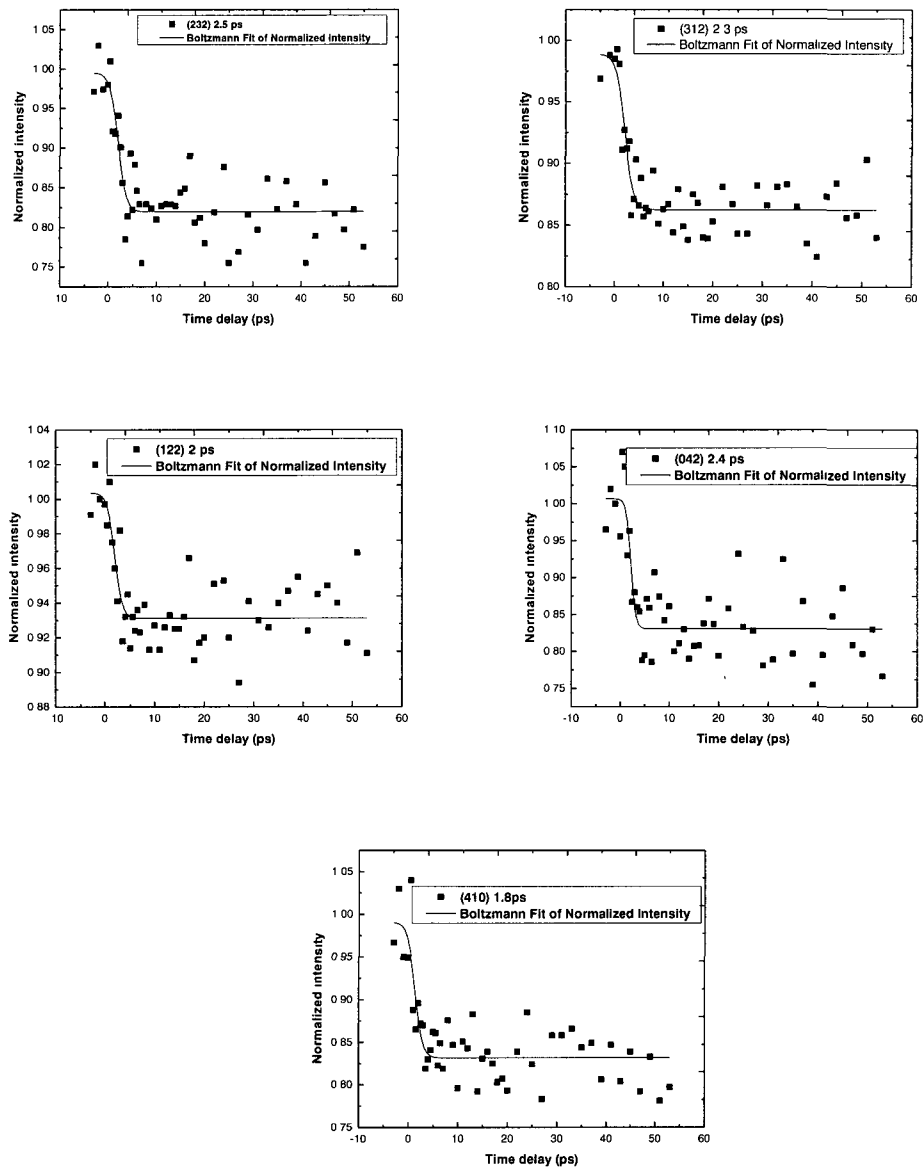 1.05
1.00
0.95
0.90
0.85
0.80
0.75
Normalized intensity
(232) 2.5 ps
Boltzmann Fit of Normalized Intensity
10 0 10 20 30 40 50 60
Time delay (ps)
1 00
0 95
0 90
0 85
0 80
Normalized intensity
(312) 2 3 ps
Boltzmann Fit of Normalized Intensity
-10 0 10 20 30 40 50 60
Time delay (ps)
1 04
1 02
1 00
0 98
0 96
0 94
0 92
0 90
0 88
Normalized intensity
(122) 2 ps
Boltzmann Fit of Normalized Intensity
10 0 10 20 30 40 50 60
Time delay (ps)
1.10
1.05
1.00
0.95
0.90
0.85
0.80
0.75
Normalized intensity
(042) 2.4 ps
Boltzmann Fit of Normalized Intensity
-10 0 10 20 30 40 50 60
Time delay (ps)
1 05
1 00
0 95
0 90
0 85
0 80
0 75
Normalized intensity
(410) 1.8ps
Boltzmann Fit of Normalized Intensity
-10 0 10 20 30 40 50 60
Time delay (ps)